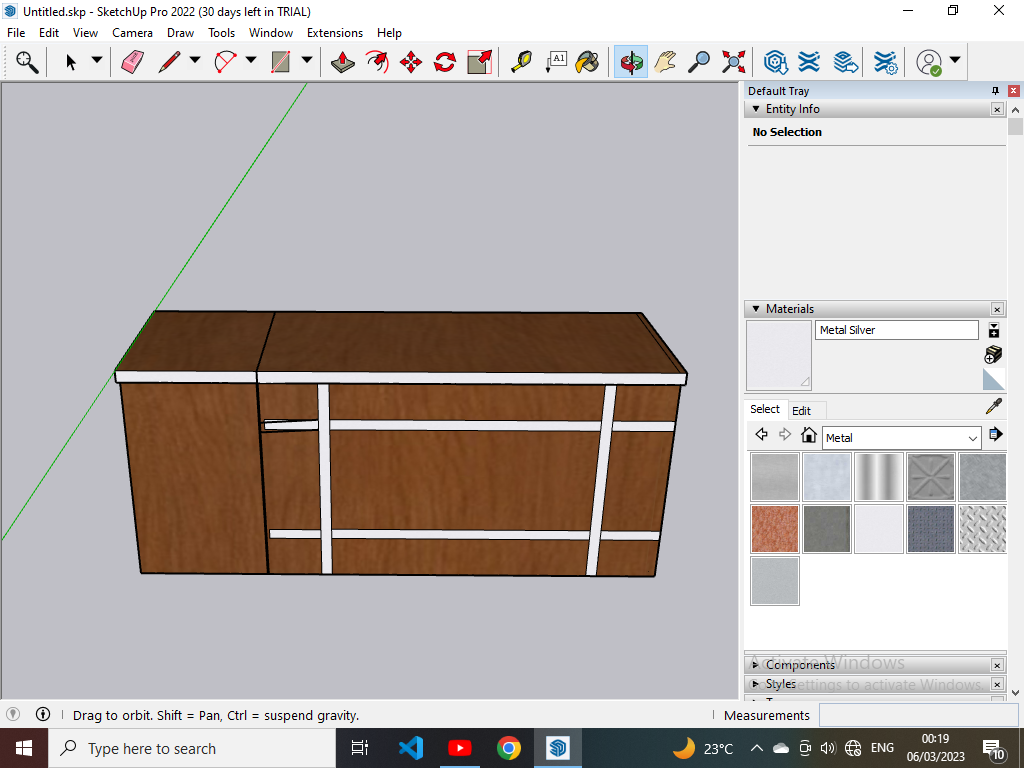 Untitled.skp - SketchUp Pro 2022 (30 days left in TRIAL)
File Edit View Camera Draw Tools Window Extensions Help
A1
Default Tray
Entity Info
No Selection
Materials
Metal Silver
Select Edit
Metal
Components
Activate Windows
Styles
Settings to activate Windows.
Drag to orbit. Shift = Pan, Ctrl = suspend gravity.
Measurements
Type here to search
23°C
ENG
00:19
06/03/2023
10